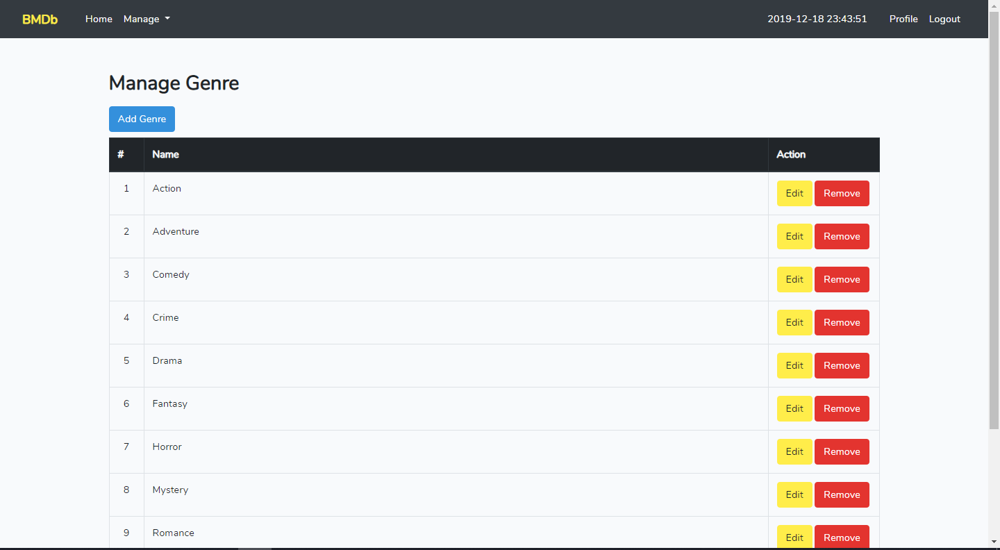 BMDb Home Manage 2019-12-18 23:43:51 Profile Logout
Manage Genre
Add Genre
# Name Action
1 Action Edit Remove
2 Adventure Edit Remove
3 Comedy Edit Remove
4 Crime Edit Remove
5 Drama Edit Remove
6 Fantasy Edit Remove
7 Horror Edit Remove
8 Mystery Edit Remove
9 Romance Edit Remove